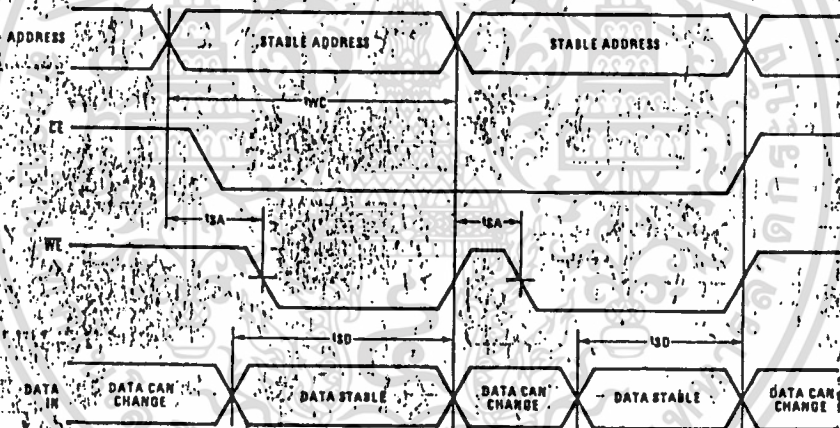 ADDRESS
STABLE ADDRESS
STABLE ADDRESS
tWC
CE
tSA
tSA
WE
tSD
tSD
DATA IN
DATA CAN CHANGE
DATA STABLE
DATA CAN CHANGE
DATA STABLE
DATA CAN CHANGE